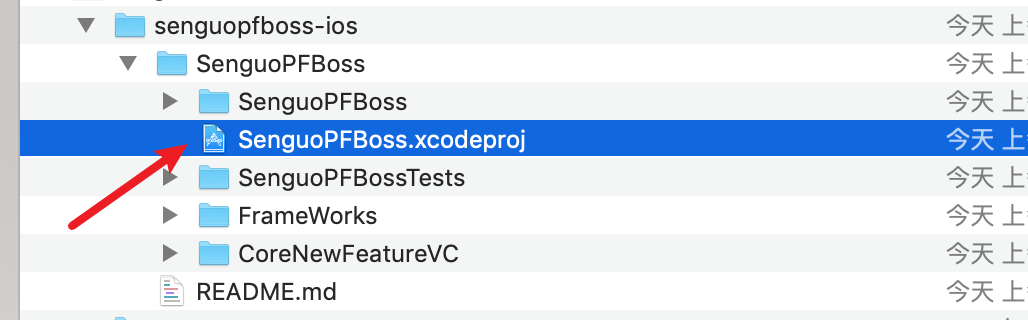 senguopfboss-ios 今天 上
SenguoPFBoss 今天 上
SenguoPFBoss 今天 上
SenguoPFBoss.xcodeproj 今天 上
SenguoPFBossTests 今天 上
FrameWorks 今天 上
CoreNewFeatureVC 今天 上
README.md 今天 上